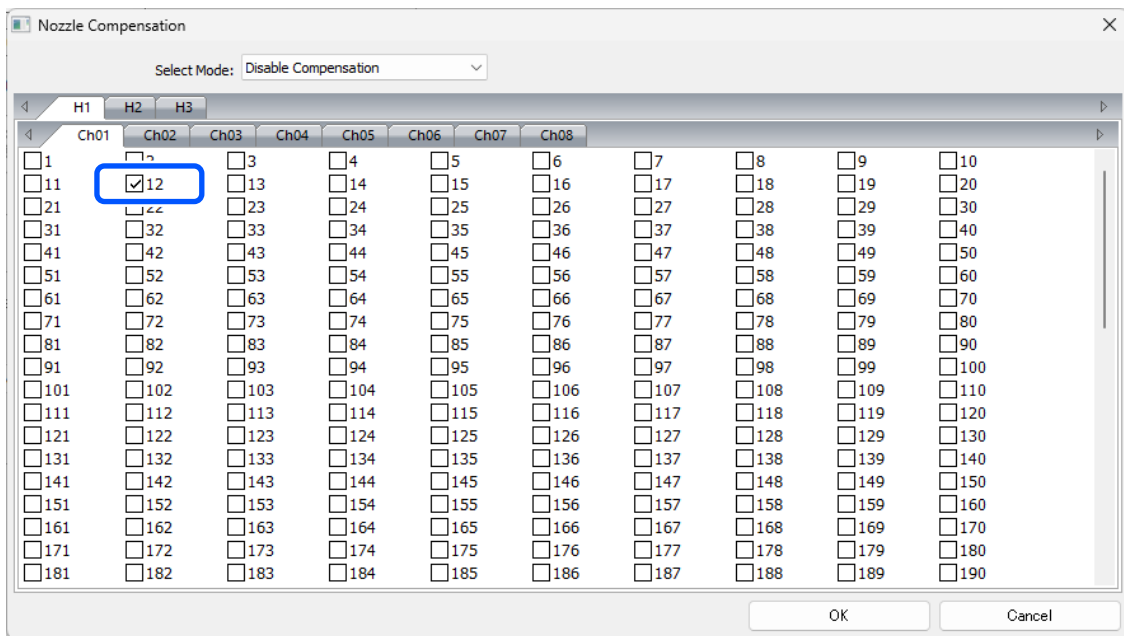 Nozzle Compensation
Select Mode: Disable Compensation
H1 H2 H3
Ch01 Ch02 Ch03 Ch04 Ch05 Ch06 Ch07 Ch08
1 2 3 4 5 6 7 8 9 10
11 12 13 14 15 16 17 18 19 20
21 22 23 24 25 26 27 28 29 30
31 32 33 34 35 36 37 38 39 40
41 42 43 44 45 46 47 48 49 50
51 52 53 54 55 56 57 58 59 60
61 62 63 64 65 66 67 68 69 70
71 72 73 74 75 76 77 78 79 80
81 82 83 84 85 86 87 88 89 90
91 92 93 94 95 96 97 98 99 100
101 102 103 104 105 106 107 108 109 110
111 112 113 114 115 116 117 118 119 120
121 122 123 124 125 126 127 128 129 130
131 132 133 134 135 136 137 138 139 140
141 142 143 144 145 146 147 148 149 150
151 152 153 154 155 156 157 158 159 160
161 162 163 164 165 166 167 168 169 170
171 172 173 174 175 176 177 178 179 180
181 182 183 184 185 186 187 188 189 190
OK Cancel